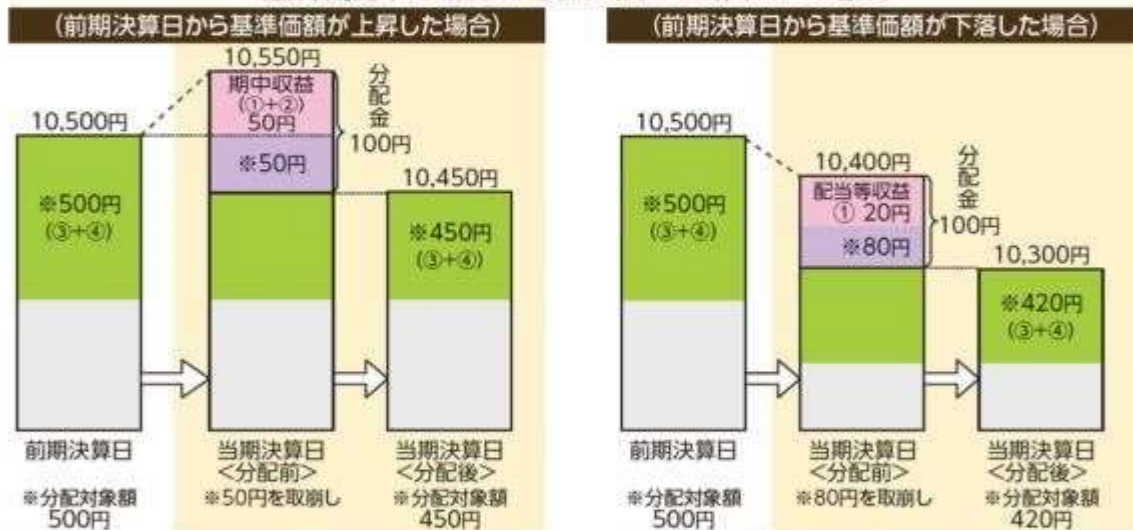 (前期決算日から基準価額が上昇した場合)
10,550円
期中収益
(①+②)
50円
分配金
100円
10,500円
※50円
10,450円
※500円
(③+④)
※450円
(③+④)
前期決算日
当期決算日
<分配前>
当期決算日
<分配後>
※分配対象額
500円
※50円を取崩し
※分配対象額
450円
(前期決算日から基準価額が下落した場合)
10,500円
10,400円
配当等収益
① 20円
分配金
100円
※80円
10,300円
※500円
(③+④)
※420円
(③+④)
前期決算日
当期決算日
<分配前>
当期決算日
<分配後>
※分配対象額
500円
※80円を取崩し
※分配対象額
420円